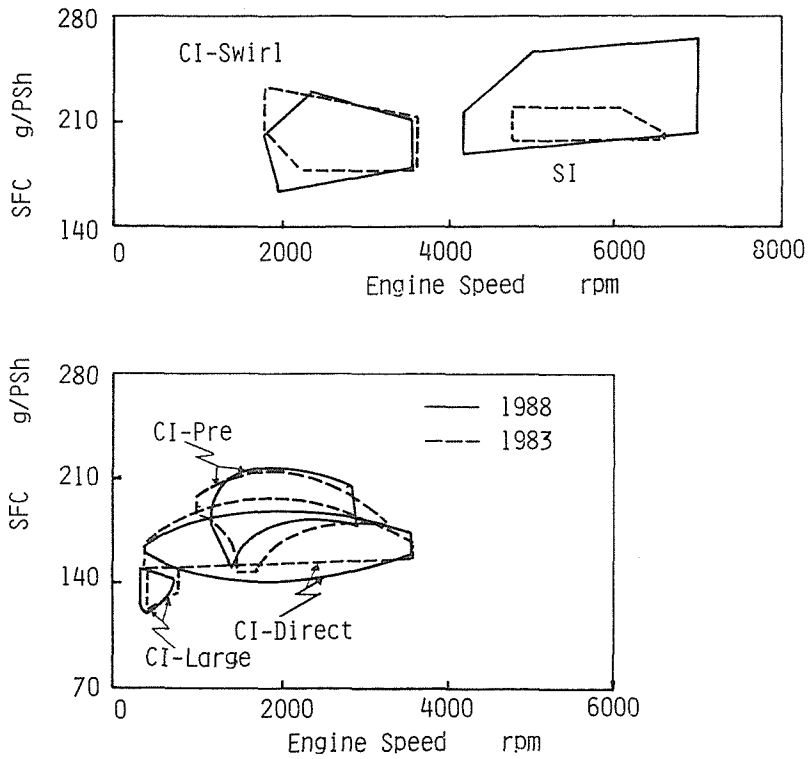 280
CI-Swirl
g/PSh
210
SFC
SI
140
0 2000 4000 6000 8000
Engine Speed rpm
280
g/PSh
1988
CI-Pre
1983
210
SFC
140
CI-Direct
CI-Large
70
0 2000 4000 6000
Engine Speed rpm